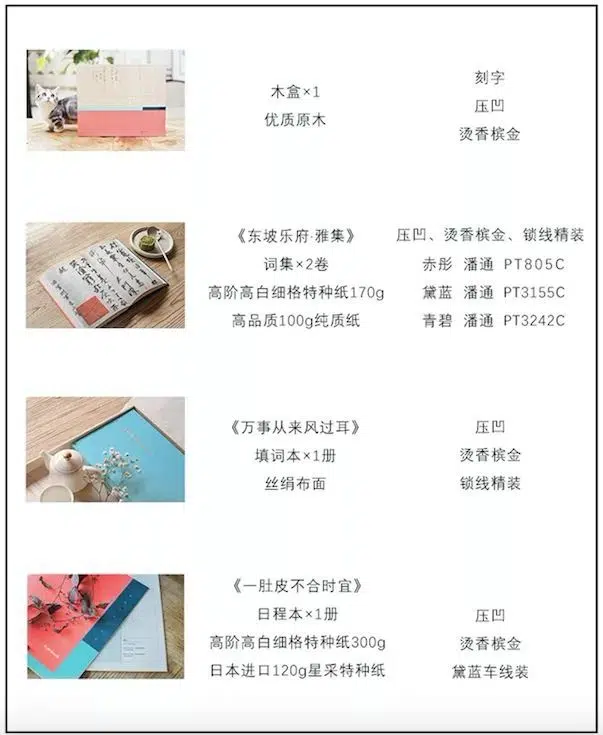 木盒×1
优质原木
刻字
压凹
烫香槟金
《东坡乐府·雅集》
词集×2卷
高阶高白细格特种纸170g
高品质100g纯质纸
压凹、烫香槟金、锁线精装
赤彤 潘通 PT805C
黛蓝 潘通 PT3155C
青碧 潘通 PT3242C
《万事从来风过耳》
填词本×1册
丝绢布面
压凹
烫香槟金
锁线精装
《一肚皮不合时宜》
日程本×1册
高阶高白细格特种纸300g
日本进口120g星采特种纸
压凹
烫香槟金
黛蓝车线装